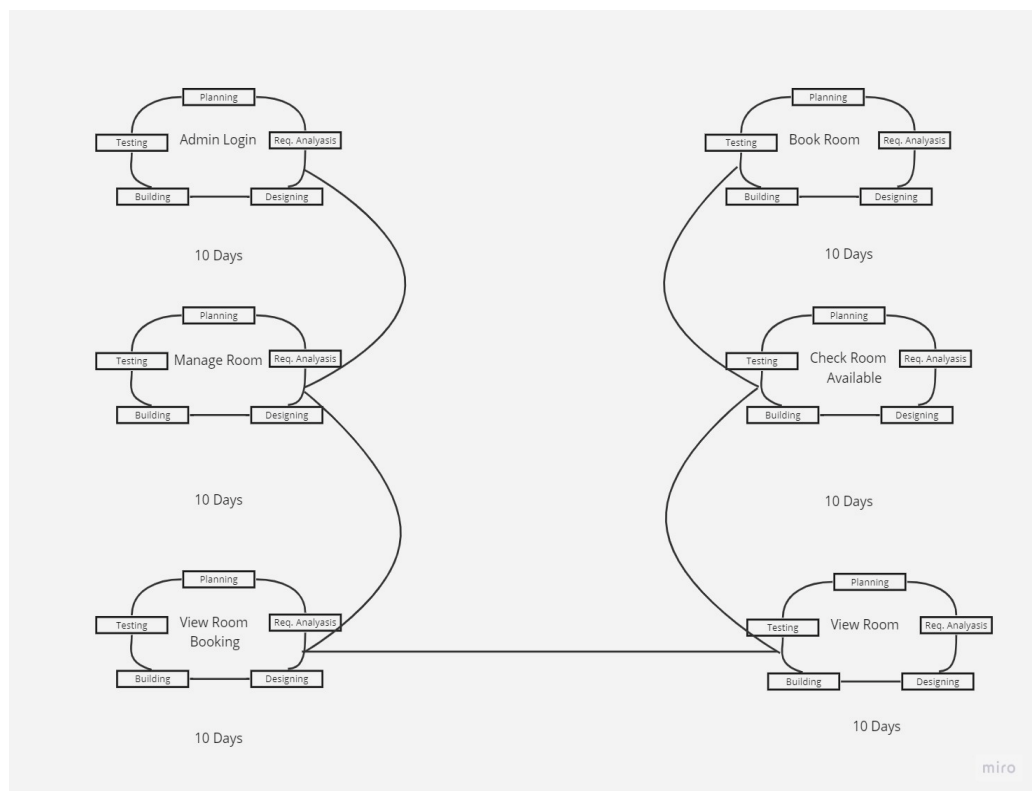 Planning
Testing
Admin Login
Req. Analyasis
Building
Designing
10 Days
Planning
Testing
Manage Room
Req. Analyasis
Building
Designing
10 Days
Planning
Testing
View Room
Booking
Req. Analyasis
Building
Designing
10 Days
Planning
Testing
Book Room
Req. Analyasis
Building
Designing
10 Days
Planning
Testing
Check Room
Available
Req. Analyasis
Building
Designing
10 Days
Planning
Testing
View Room
Req. Analyasis
Building
Designing
10 Days
miro